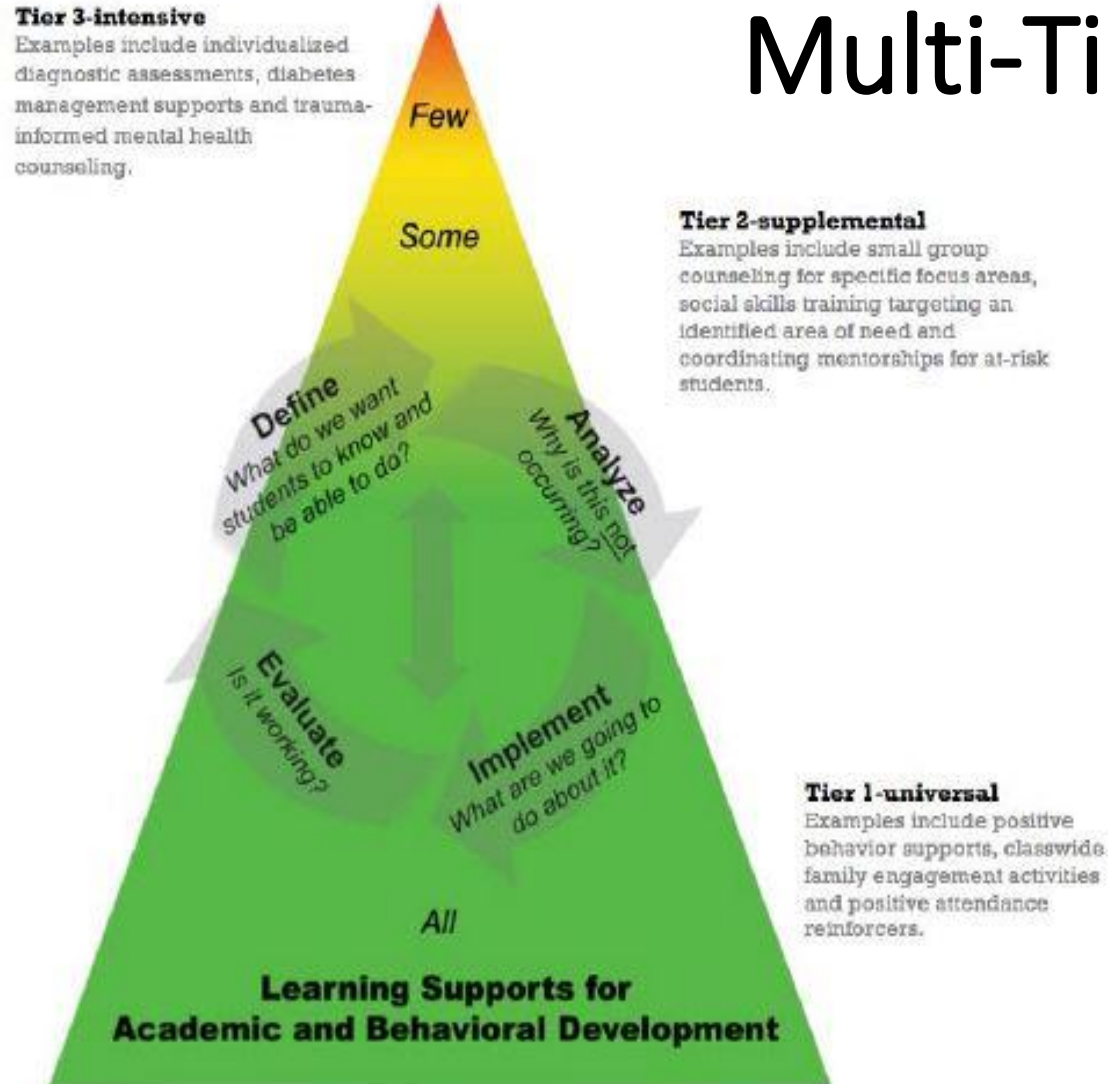 Multi-Ti
Tier 3-intensive
Examples include individualized
diagnostic assessments, diabetes
management supports and trauma-
informed mental health
counseling.
Few
Some
Tier 2-supplemental
Examples include small group
counseling for specific focus areas,
social skills training targeting an
identified area of need and
coordinating mentorships for at-risk
students.
Define
What do we want
students to know and
be able to do?
Analyze
Why is this not
occurring?
Implement
What are we going to
do about it?
Evaluate
Is it working?
Tier 1-universal
Examples include positive
behavior supports, classwide
family engagement activities
and positive attendance
reinforcers.
All
Learning Supports for
Academic and Behavioral Development